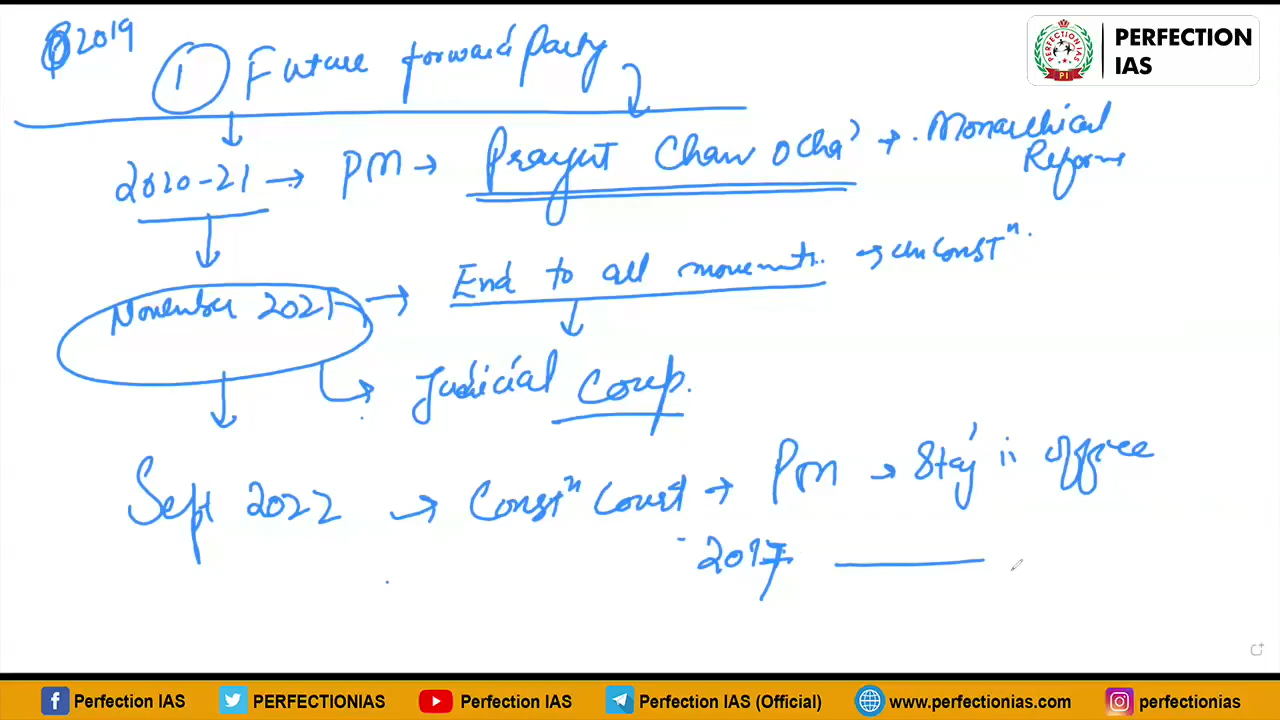 2019
1 Future forward Party
PERFECTION IAS
2020-21 → PM → Prayut Chan Ocha' → Monarchical Reforms
November 2021 → End to all movements. → unConstⁿ.
→ Judicial Coup.
Sept 2022 → Constⁿ Court → PM → Stay in office
2017
Perfection IAS PERFECTIONIAS Perfection IAS Perfection IAS (Official) www.perfectionias.com perfectionias